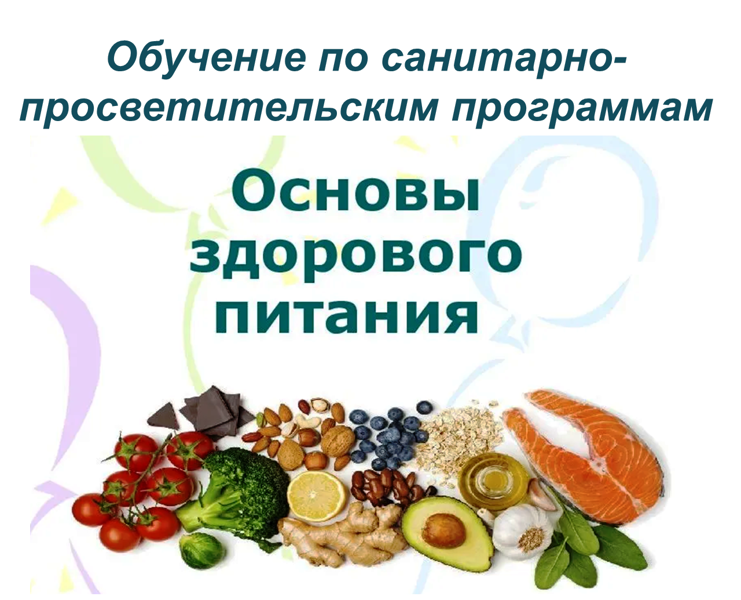 Обучение по санитарно-
просветительским программам
Основы
здорового
питания